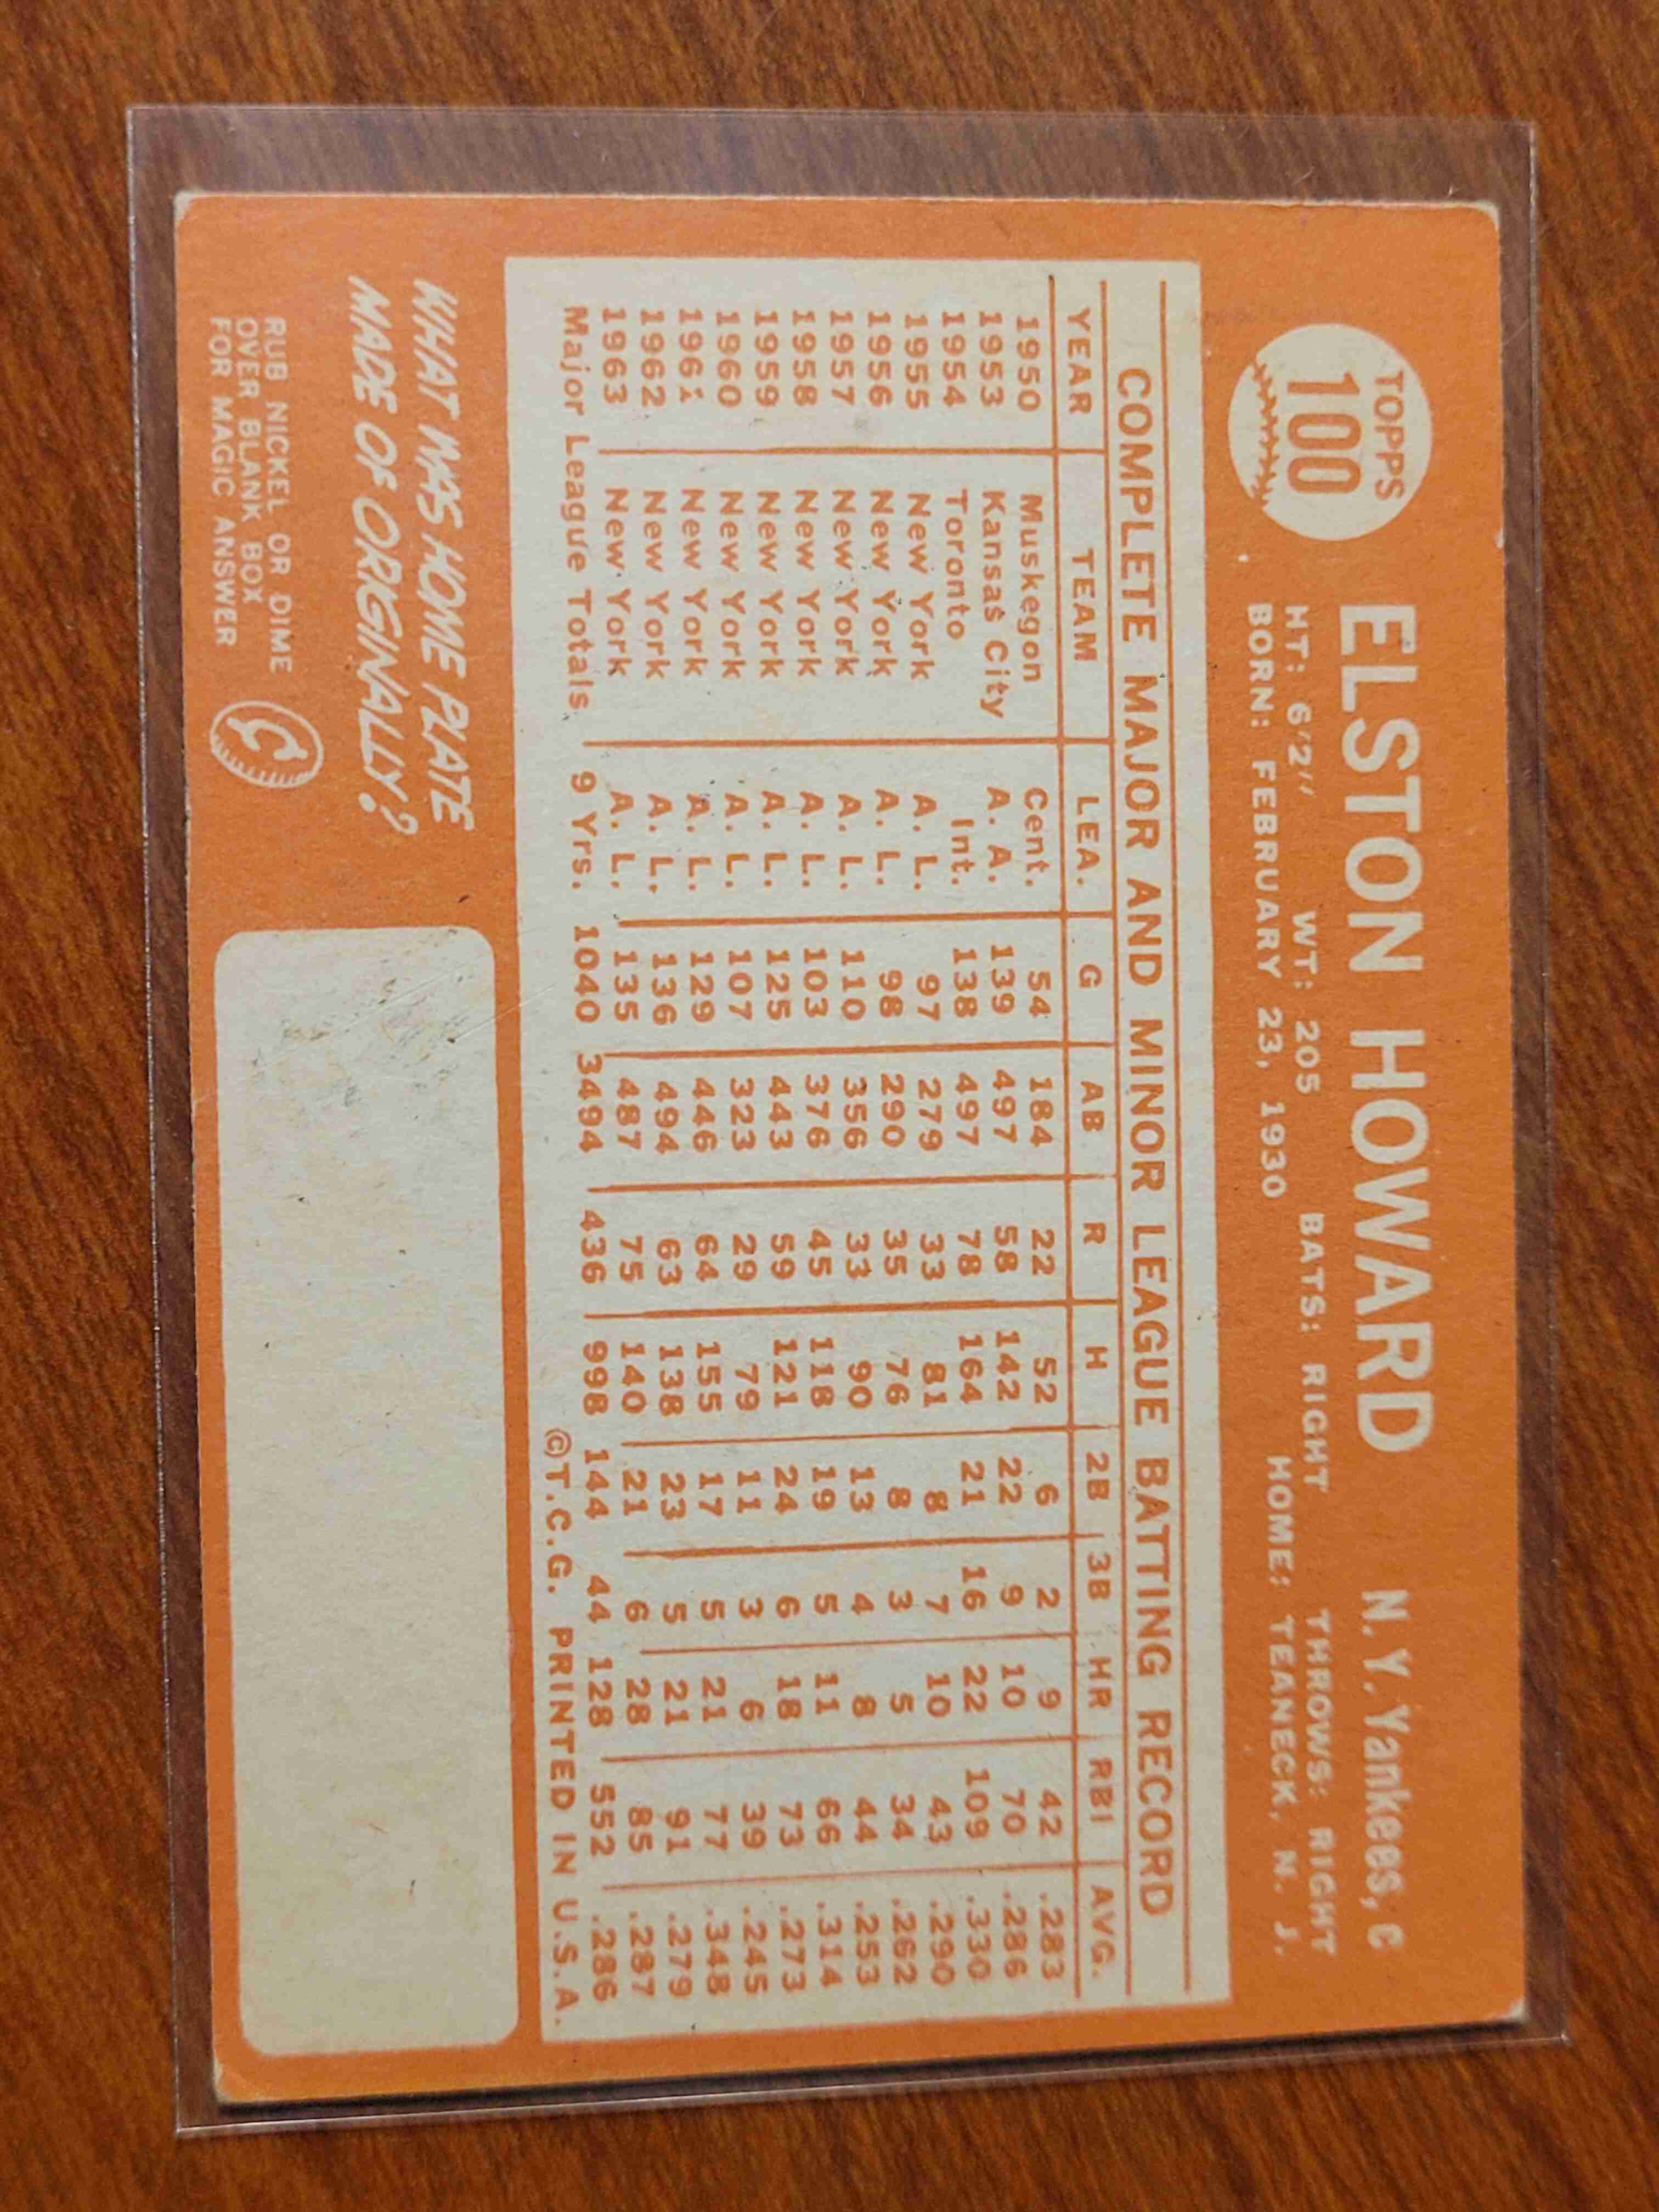 TOPPS
100
ELSTON HOWARD N. Y. Yankees, c
HT: 6'2" WT: 205 BATS: RIGHT THROWS: RIGHT
BORN: FEBRUARY 23, 1930 HOME: TEANECK, N. J.
COMPLETE MAJOR AND MINOR LEAGUE BATTING RECORD
YEAR TEAM LEA. G AB R H 2B 3B HR RBI AVG.
1950 Muskegon Cent. 54 184 22 52 6 2 9 42 .283
1953 Kansas City A. A. 139 497 58 142 22 9 10 70 .286
1954 Toronto Int. 138 497 78 164 21 16 22 109 .330
1955 New York A. L. 97 279 33 81 8 7 10 43 .290
1956 New York A. L. 98 290 35 76 8 3 5 34 .262
1957 New York A. L. 110 356 33 90 13 4 8 44 .253
1958 New York A. L. 103 376 45 118 19 5 11 66 .314
1959 New York A. L. 125 443 59 121 24 6 18 73 .273
1960 New York A. L. 107 323 29 79 11 3 6 39 .245
1961 New York A. L. 129 446 64 155 17 5 21 77 .348
1962 New York A. L. 136 494 63 138 23 5 21 91 .279
1963 New York A. L. 135 487 75 140 21 6 28 85 .287
Major League Totals 9 Yrs. 1040 3494 436 998 144 44 128 552 .286
©T.C.G. PRINTED IN U.S.A.
WHAT WAS HOME PLATE
MADE OF ORIGINALLY?
RUB NICKEL OR DIME
OVER BLANK BOX
FOR MAGIC ANSWER